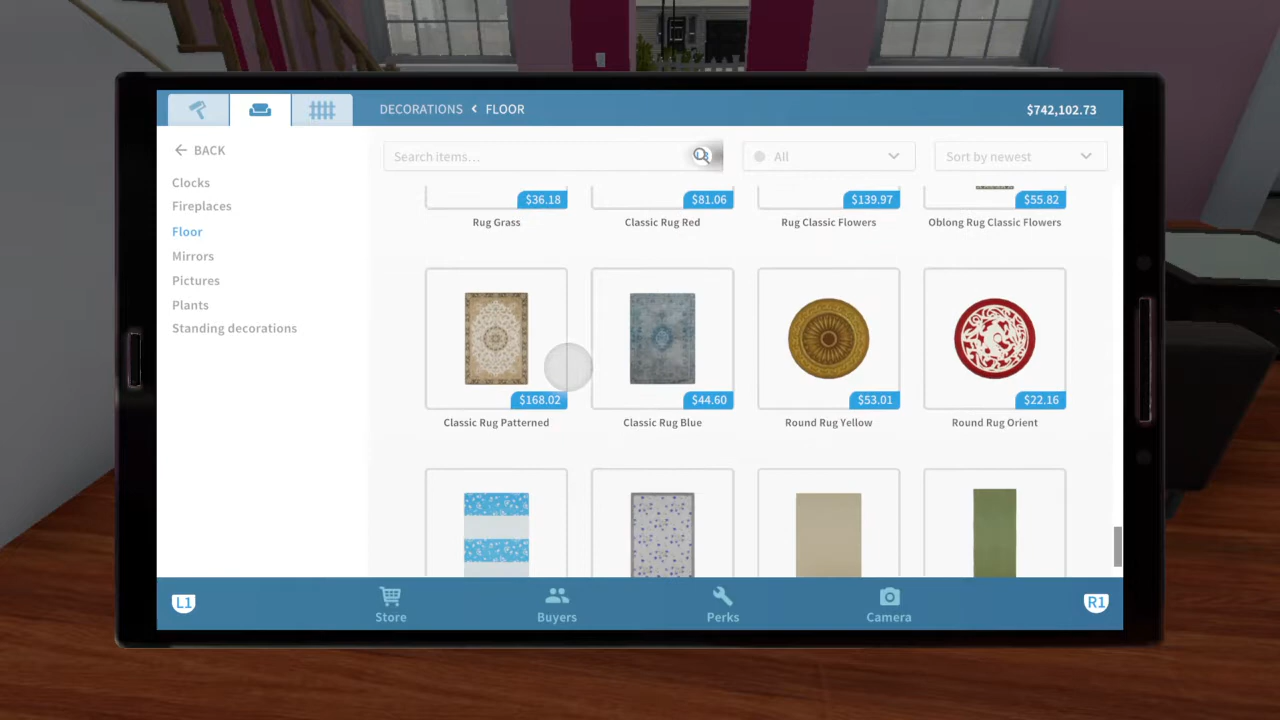 DECORATIONS < FLOOR
$742,102.73
BACK
Search items...
All
Sort by newest
Clocks
Fireplaces
Floor
Mirrors
Pictures
Plants
Standing decorations
$36.18
$81.06
$139.97
$55.82
Rug Grass
Classic Rug Red
Rug Classic Flowers
Oblong Rug Classic Flowers
$168.02
$44.60
$53.01
$22.16
Classic Rug Patterned
Classic Rug Blue
Round Rug Yellow
Round Rug Orient
L1
Store
Buyers
Perks
Camera
R1